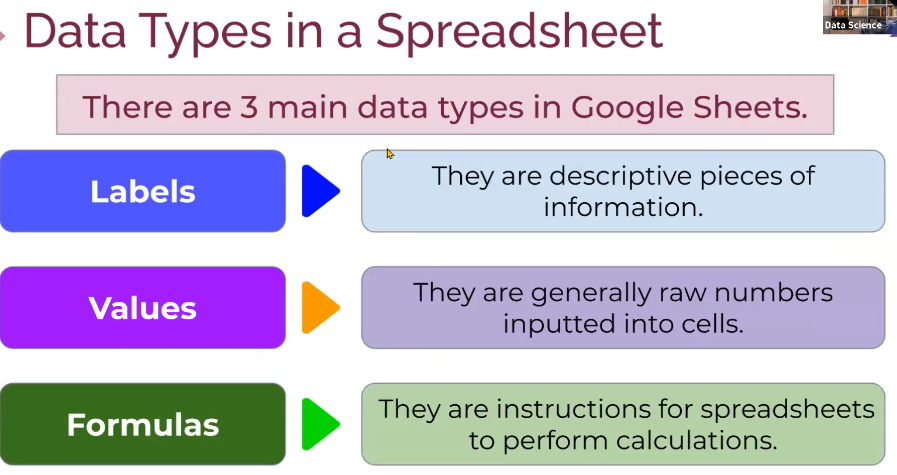 Data Types in a Spreadsheet
Data Science
There are 3 main data types in Google Sheets.
Labels
They are descriptive pieces of
information.
Values
They are generally raw numbers
inputted into cells.
Formulas
They are instructions for spreadsheets
to perform calculations.